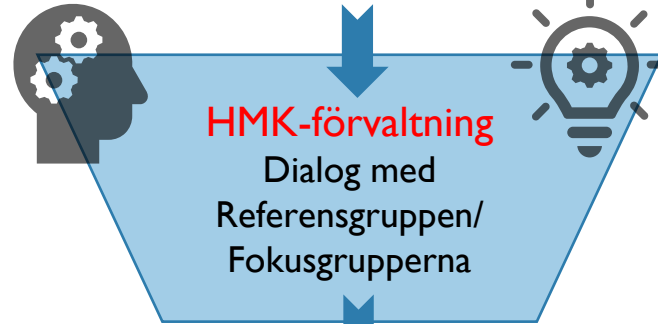 HMK-förvaltning
Dialog med
Referensgruppen/
Fokusgrupperna